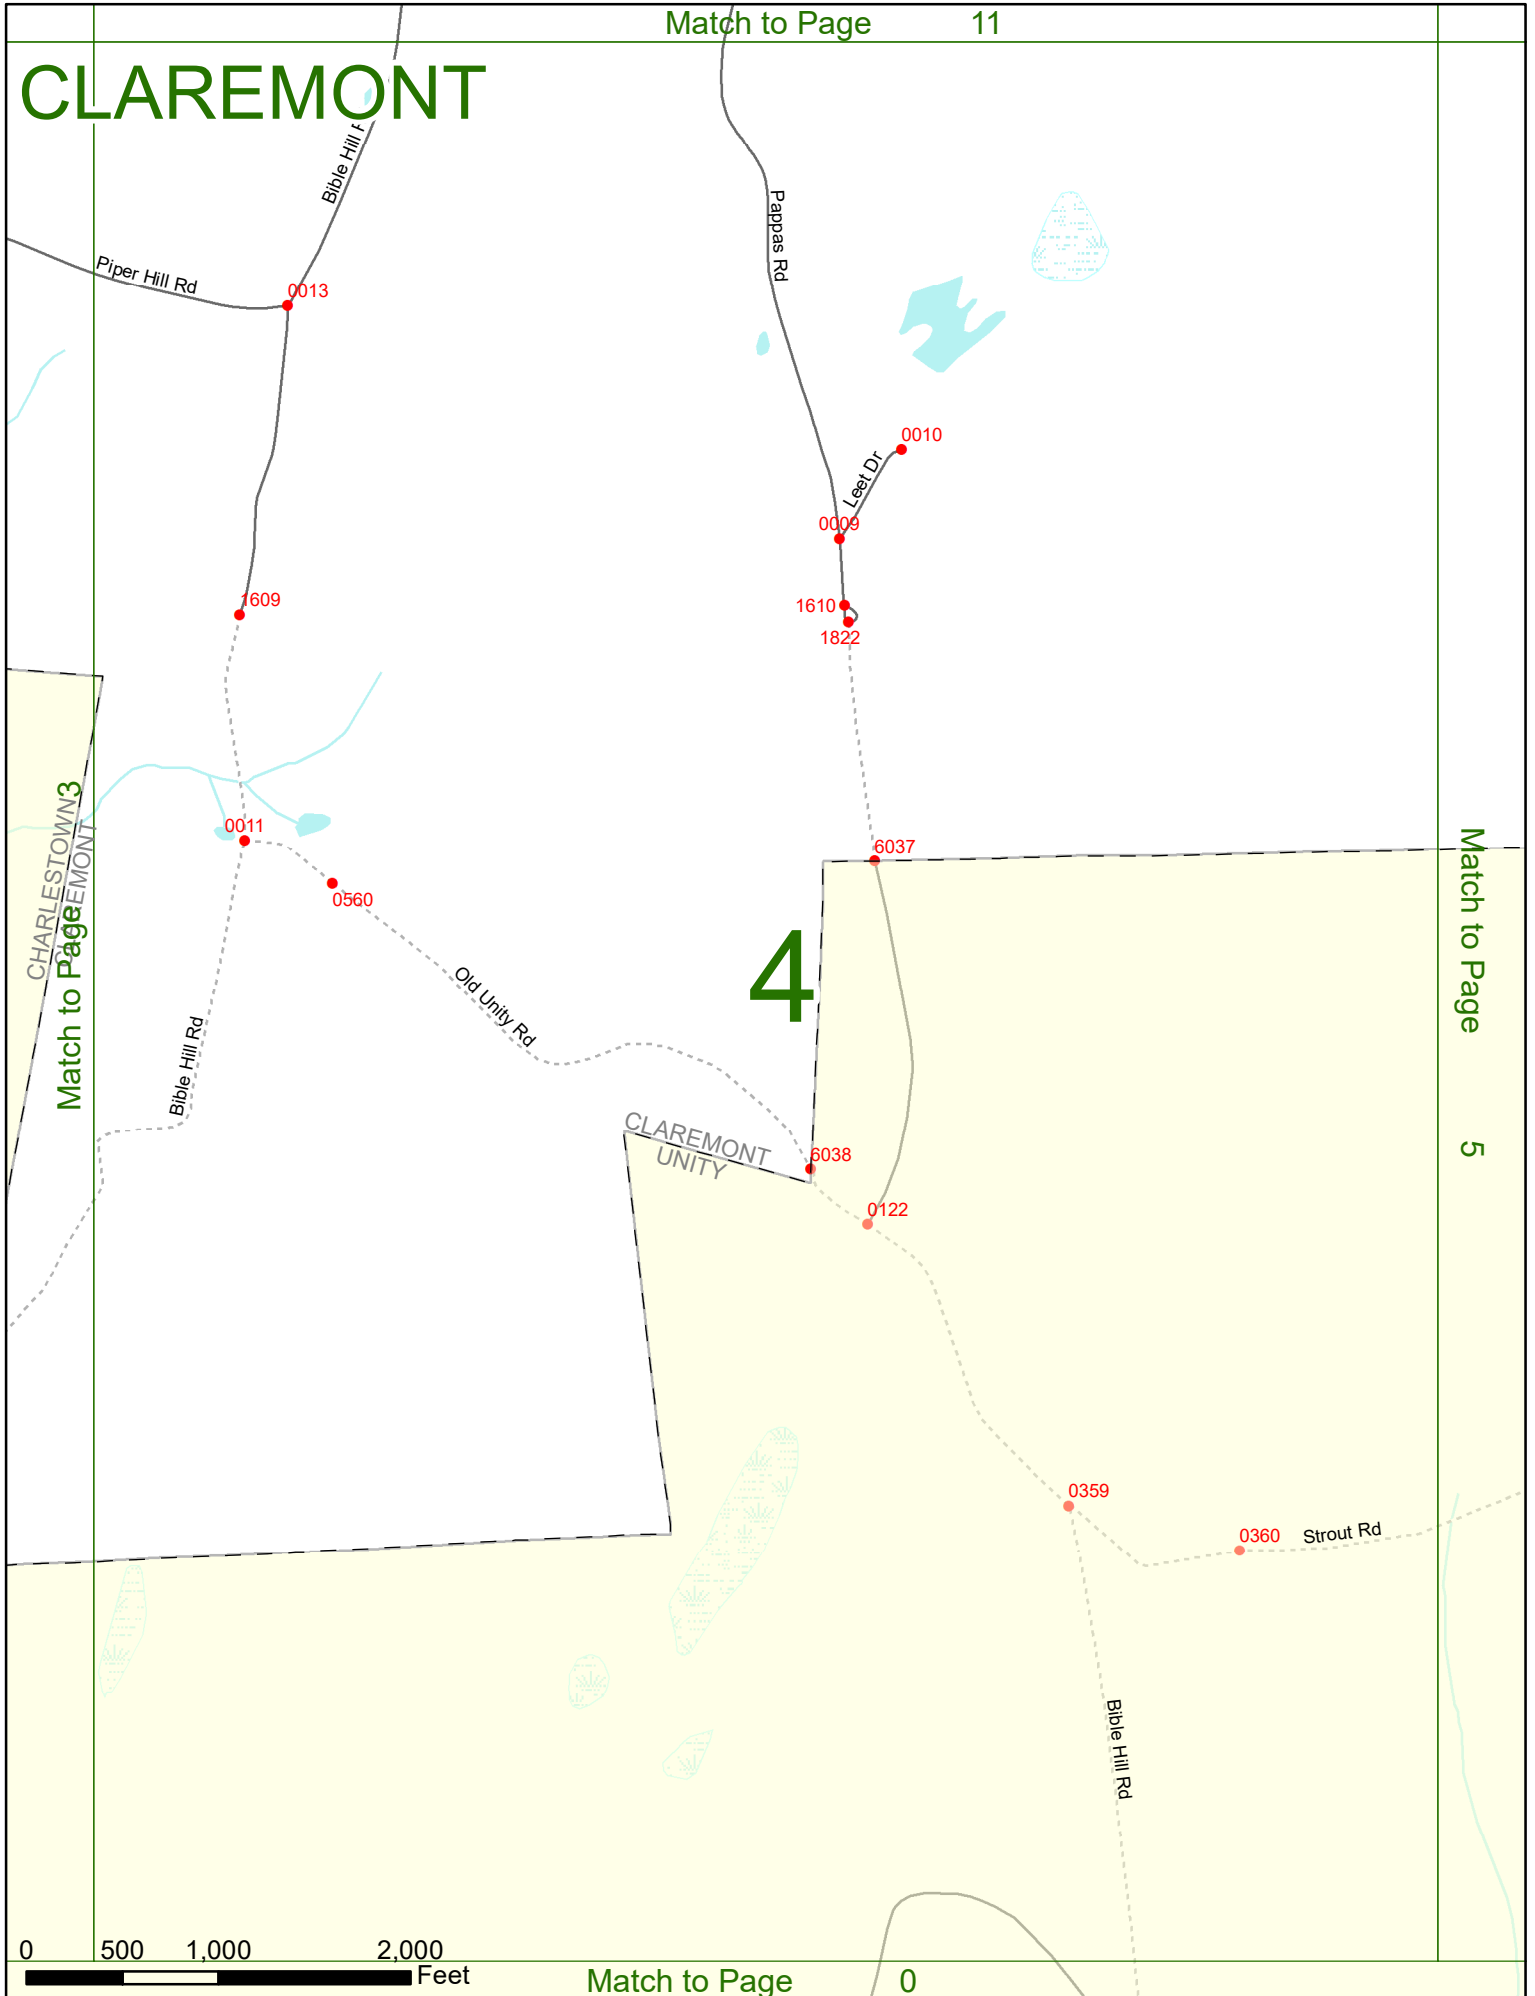 Match to Page 11
CLAREMONT
Bible Hill R
Pappas Rd
Piper Hill Rd
0013
0010
Leet Dr
0009
1609
1610
1822
3
CHARLESTOWN
CLAREMONT
Match to Page
0011
0560
6037
Match to Page 5
4
Old Unity Rd
Bible Hill Rd
CLAREMONT
UNITY
6038
0122
0359
0360
Strout Rd
Bible Hill Rd
0 500 1,000 2,000
Feet
Match to Page 0